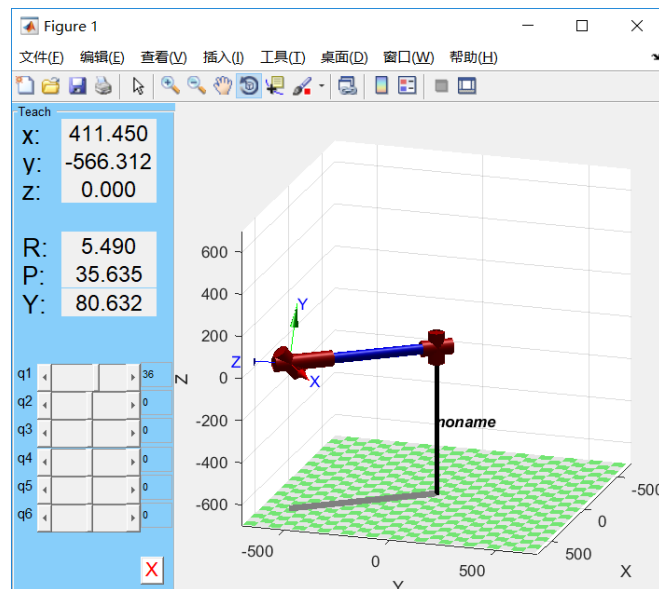 Figure 1
文件(F) 编辑(E) 查看(V) 插入(I) 工具(T) 桌面(D) 窗口(W) 帮助(H)
Teach
x: 411.450
y: -566.312
z: 0.000
R: 5.490
P: 35.635
Y: 80.632
q1 36
q2 0
q3 0
q4 0
q5 0
q6 0
X
Z
600
400
200
0
-200
-400
-600
Y
Z
X
noname
-500
0
500
Y
500
0
-500
X